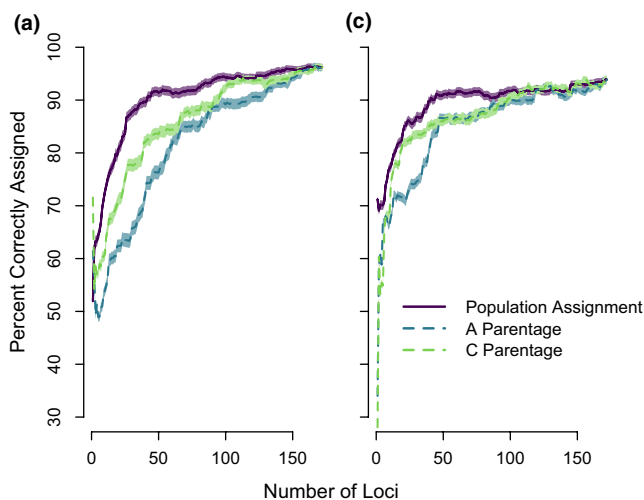 (a)
(c)
Percent Correctly Assigned
100
90
80
70
60
50
40
30
Population Assignment
A Parentage
C Parentage
0 50 100 150
0 50 100 150
Number of Loci